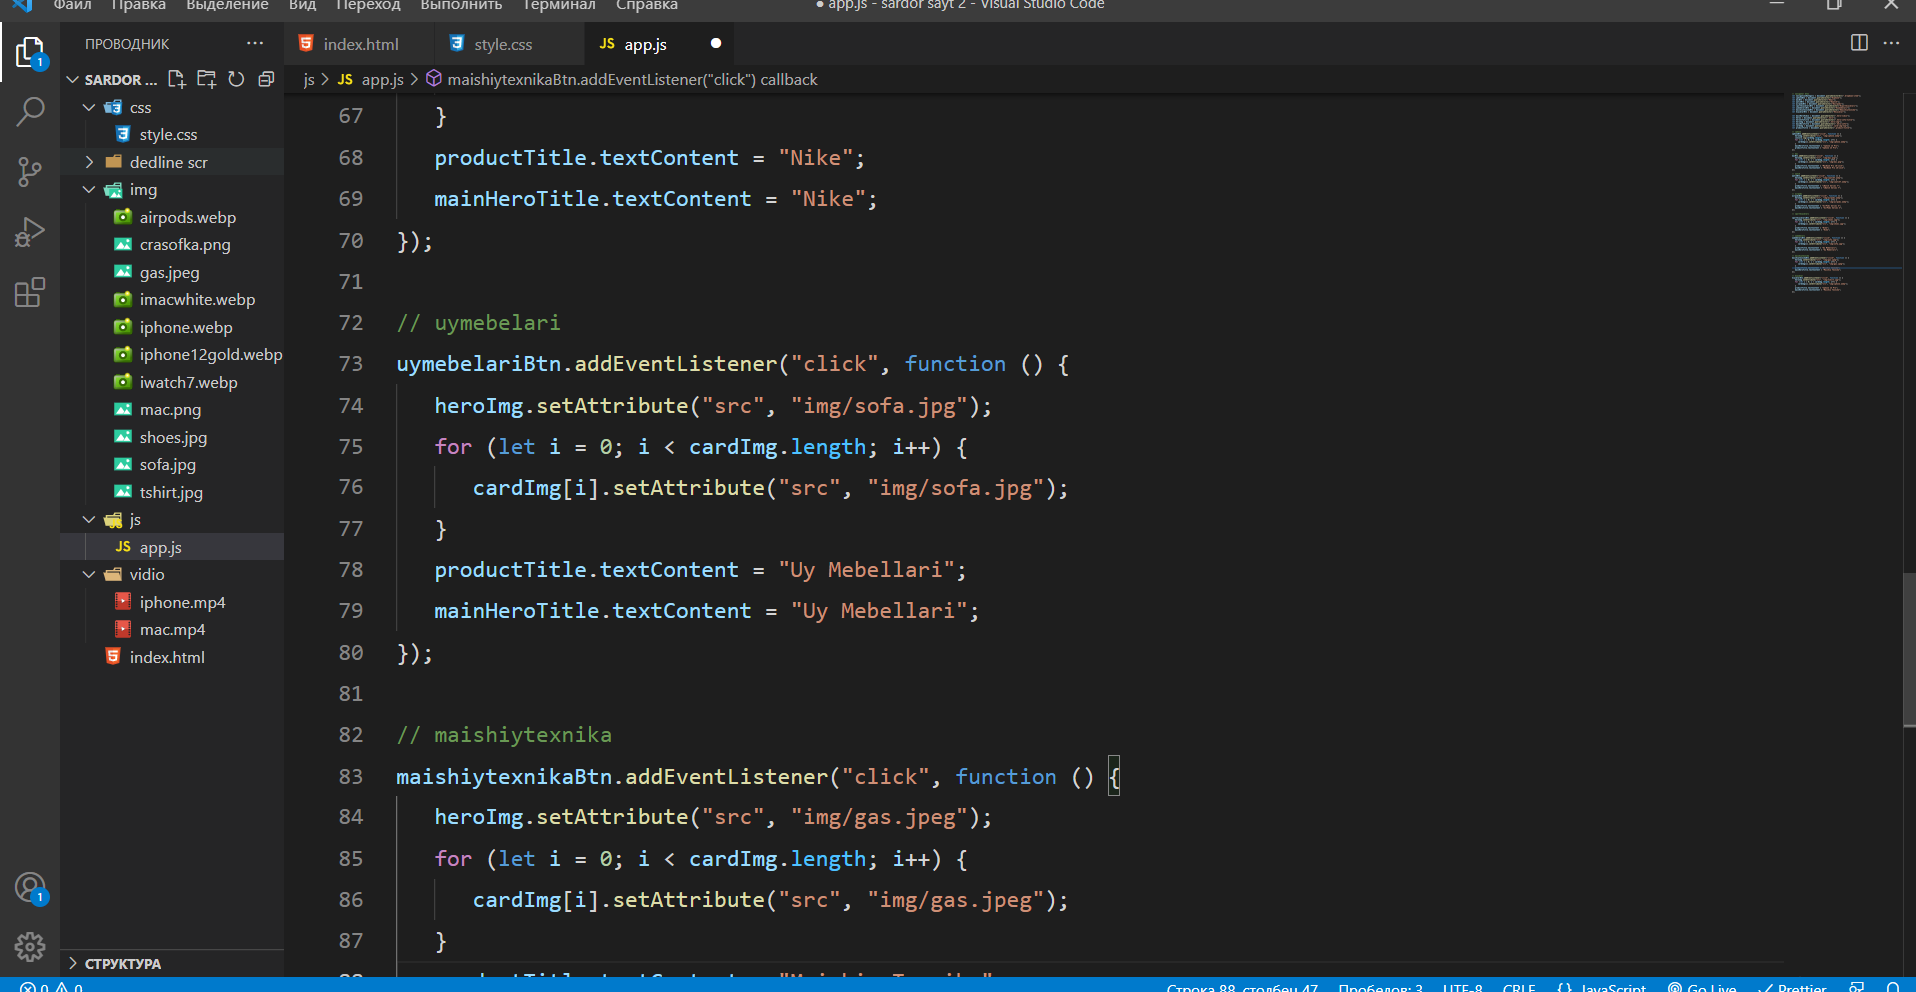 Файл Правка Выделение Вид Переход Выполнить Терминал Справка
● app.js - sardor sayt 2 - Visual Studio Code
ПРОВОДНИК ...
index.html
style.css
JS app.js ●
1
SARDOR ...
js > JS app.js > maishiytexnikaBtn.addEventListener("click") callback
css
style.css
dedline scr
img
airpods.webp
crasofka.png
gas.jpeg
imacwhite.webp
iphone.webp
iphone12gold.webp
iwatch7.webp
mac.png
shoes.jpg
sofa.jpg
tshirt.jpg
js
JS app.js
vidio
iphone.mp4
mac.mp4
index.html
СТРУКТУРА
1
67 }
68 productTitle.textContent = "Nike";
69 mainHeroTitle.textContent = "Nike";
70 });
71
72 // uymebelari
73 uymebelariBtn.addEventListener("click", function () {
74 heroImg.setAttribute("src", "img/sofa.jpg");
75 for (let i = 0; i < cardImg.length; i++) {
76 cardImg[i].setAttribute("src", "img/sofa.jpg");
77 }
78 productTitle.textContent = "Uy Mebellari";
79 mainHeroTitle.textContent = "Uy Mebellari";
80 });
81
82 // maishiytexnika
83 maishiytexnikaBtn.addEventListener("click", function () {
84 heroImg.setAttribute("src", "img/gas.jpeg");
85 for (let i = 0; i < cardImg.length; i++) {
86 cardImg[i].setAttribute("src", "img/gas.jpeg");
87 }
0 0
Строка 88, столбец 47 Пробелов: 3 UTF-8 CRLF {} JavaScript Go Live Prettier